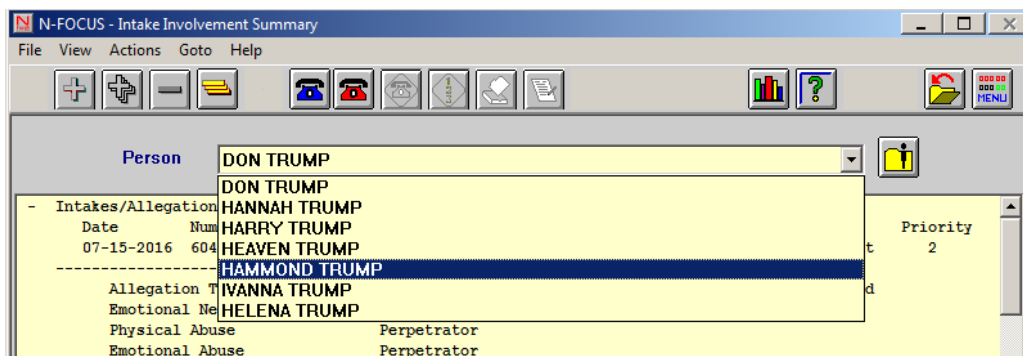 N-FOCUS - Intake Involvement Summary
File View Actions Goto Help
MENU
Person DON TRUMP
DON TRUMP
- Intakes/Allegation HANNAH TRUMP
Date Num HARRY TRUMP Priority
07-15-2016 604 HEAVEN TRUMP t 2
HAMMOND TRUMP
Allegation T IVANNA TRUMP d
Emotional Ne HELENA TRUMP
Physical Abuse Perpetrator
Emotional Abuse Perpetrator